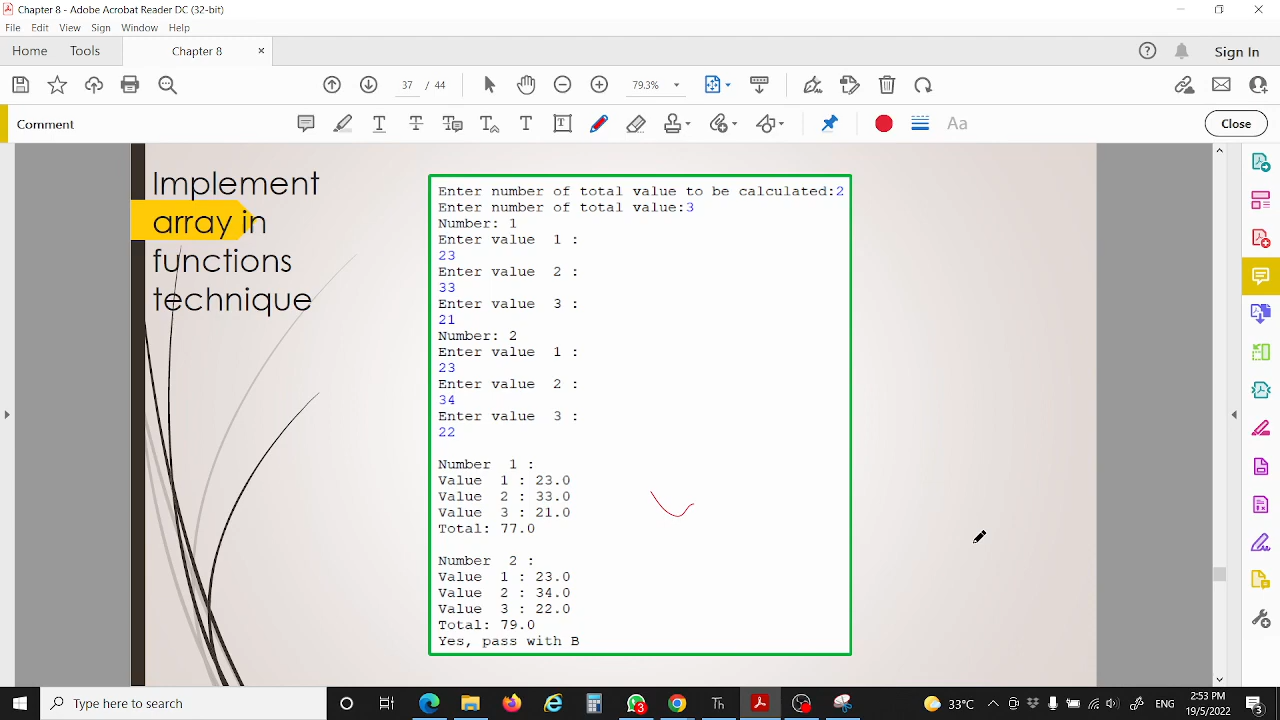 Chapter 8 - Adobe Acrobat Reader DC (32-bit)
File Edit View Sign Window Help
Home Tools Chapter 8 × Sign In
37 / 44 79.3%
Comment Aa Close
Implement
array in
functions
technique
Enter number of total value to be calculated:2
Enter number of total value:3
Number: 1
Enter value  1 :
23
Enter value  2 :
33
Enter value  3 :
21
Number: 2
Enter value  1 :
23
Enter value  2 :
34
Enter value  3 :
22
Number  1 :
Value  1 : 23.0
Value  2 : 33.0
Value  3 : 21.0
Total: 77.0
Number  2 :
Value  1 : 23.0
Value  2 : 34.0
Value  3 : 22.0
Total: 79.0
Yes, pass with B
Type here to search
3
Th
33°C
ENG
2:53 PM
19/5/2022
3